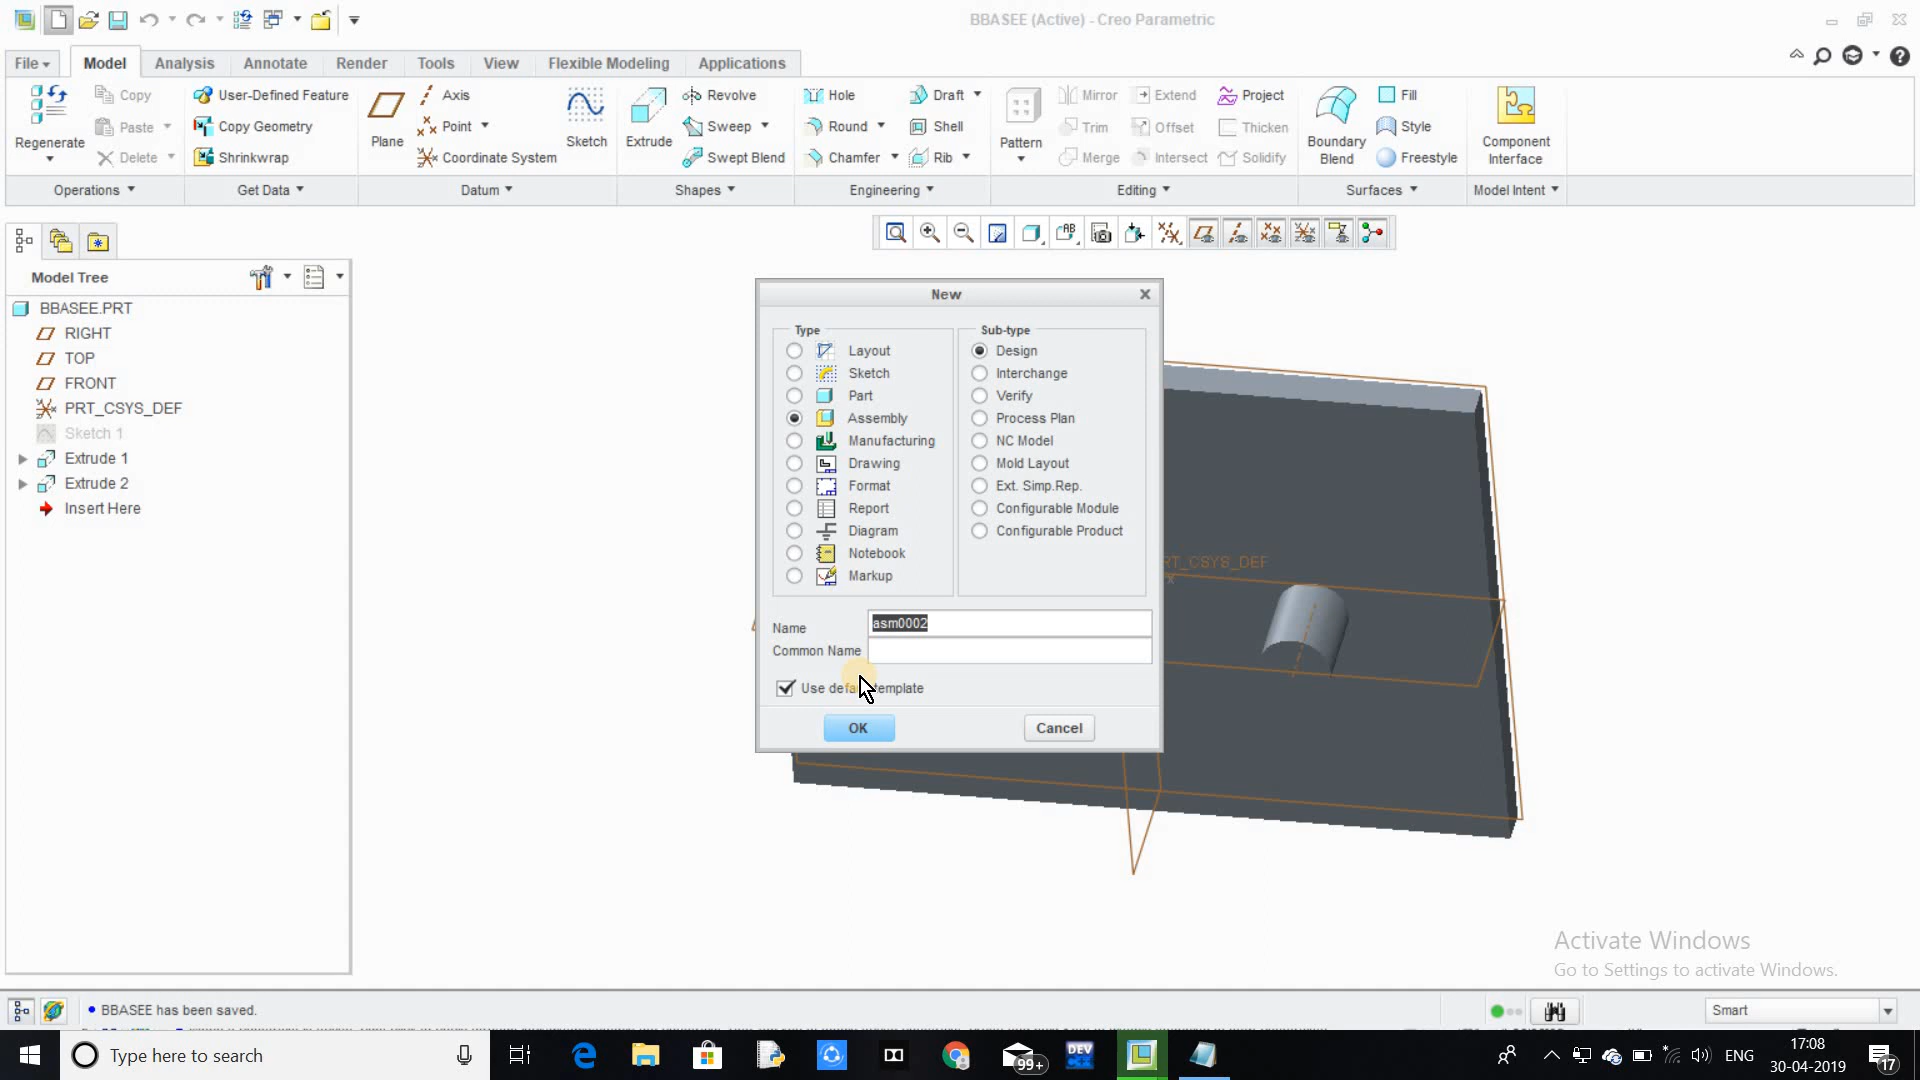 BBASEE (Active) - Creo Parametric
File
Model
Analysis
Annotate
Render
Tools
View
Flexible Modeling
Applications
Regenerate
Copy
Paste
Delete
User-Defined Feature
Copy Geometry
Shrinkwrap
Plane
Axis
Point
Coordinate System
Sketch
Extrude
Revolve
Sweep
Swept Blend
Hole
Round
Chamfer
Draft
Shell
Rib
Pattern
Mirror
Trim
Merge
Extend
Offset
Intersect
Project
Thicken
Solidify
Boundary
Blend
Fill
Style
Freestyle
Component
Interface
Operations
Get Data
Datum
Shapes
Engineering
Editing
Surfaces
Model Intent
Model Tree
BBASEE.PRT
RIGHT
TOP
FRONT
PRT_CSYS_DEF
Sketch 1
Extrude 1
Extrude 2
Insert Here
New
Type
Layout
Sketch
Part
Assembly
Manufacturing
Drawing
Format
Report
Diagram
Notebook
Markup
Sub-type
Design
Interchange
Verify
Process Plan
NC Model
Mold Layout
Ext. Simp.Rep.
Configurable Module
Configurable Product
Name
asm0002
Common Name
Use default template
OK
Cancel
RT_CSYS_DEF
Activate Windows
Go to Settings to activate Windows.
BBASEE has been saved.
Smart
Type here to search
99+
DEV
ENG
17:08
30-04-2019
17